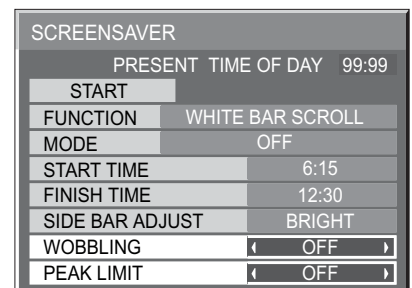 SCREENSAVER
PRESENT TIME OF DAY 99:99
START
FUNCTION WHITE BAR SCROLL
MODE OFF
START TIME 6:15
FINISH TIME 12:30
SIDE BAR ADJUST BRIGHT
WOBBLING OFF
PEAK LIMIT OFF